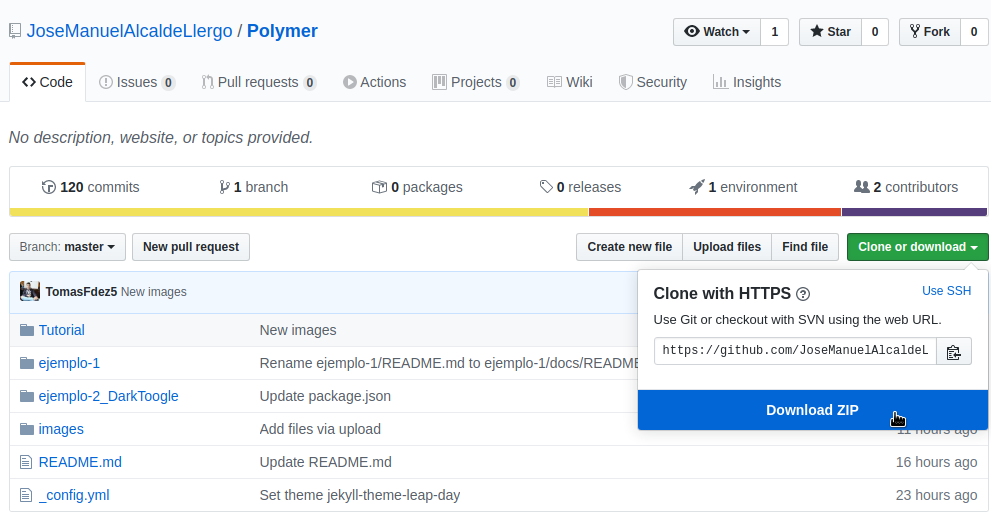 JoseManuelAlcaldeLlergo / Polymer
Watch 1 Star 0 Fork 0
Code Issues 0 Pull requests 0 Actions Projects 0 Wiki Security Insights
No description, website, or topics provided.
120 commits 1 branch 0 packages 0 releases 1 environment 2 contributors
Branch: master New pull request Create new file Upload files Find file Clone or download
TomasFdez5 New images
Clone with HTTPS ? Use SSH
Use Git or checkout with SVN using the web URL.
https://github.com/JoseManuelAlcaldeL
Download ZIP
Tutorial New images
ejemplo-1 Rename ejemplo-1/README.md to ejemplo-1/docs/README
ejemplo-2_DarkToogle Update package.json
images Add files via upload 11 hours ago
README.md Update README.md 16 hours ago
_config.yml Set theme jekyll-theme-leap-day 23 hours ago